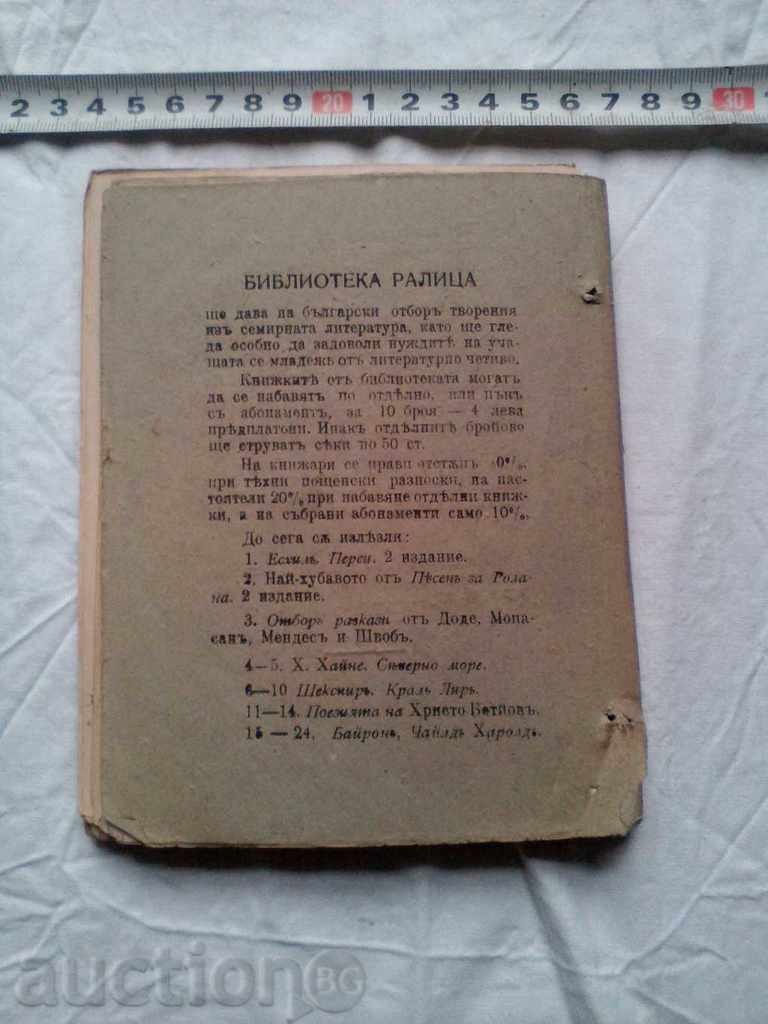 2 3 4 5 6 7 8 9 20 1 2 3 4 5 6 7 8 9 30 1
БИБЛИОТЕКА РАЛИЦА
ще дава на български отборъ творения
изъ семирната литература, като ще гле-
да особно да задоволи нуждитѣ на уча-
щата се младежь отъ литературно четиво.
Книжкитѣ отъ библиотеката могатъ
да се набавятъ по отдѣлно, или пъкъ
съ абонаментъ, за 10 броя — 4 лева
прѣдплатени. Инакъ отдѣлнитѣ бройово
ще струватъ сѣки по 50 ст.
На книжари се прави отстѫпъ 0%,
при тѣхни пощенски разноски, на нас-
тоятели 20% при набавяне отдѣлни книж-
ки, а на събрани абонаменти само 10%.
До сега сѫ излѣзли:
1. Есхилъ. Перси. 2 издание.
2. Най-хубавото отъ Пѣсень за Рола-
на. 2 издание.
3. Отборъ разкази отъ Доде, Мопа-
санъ, Мендесъ и Швобъ.
4—5. Х. Хайне. Сѣверно море.
6—10 Шекспиръ. Краль Лиръ.
11—14. Поезията на Христо Ботйовъ.
15 — 24. Байронъ, Чайлдъ Харолдъ.
auctionBG